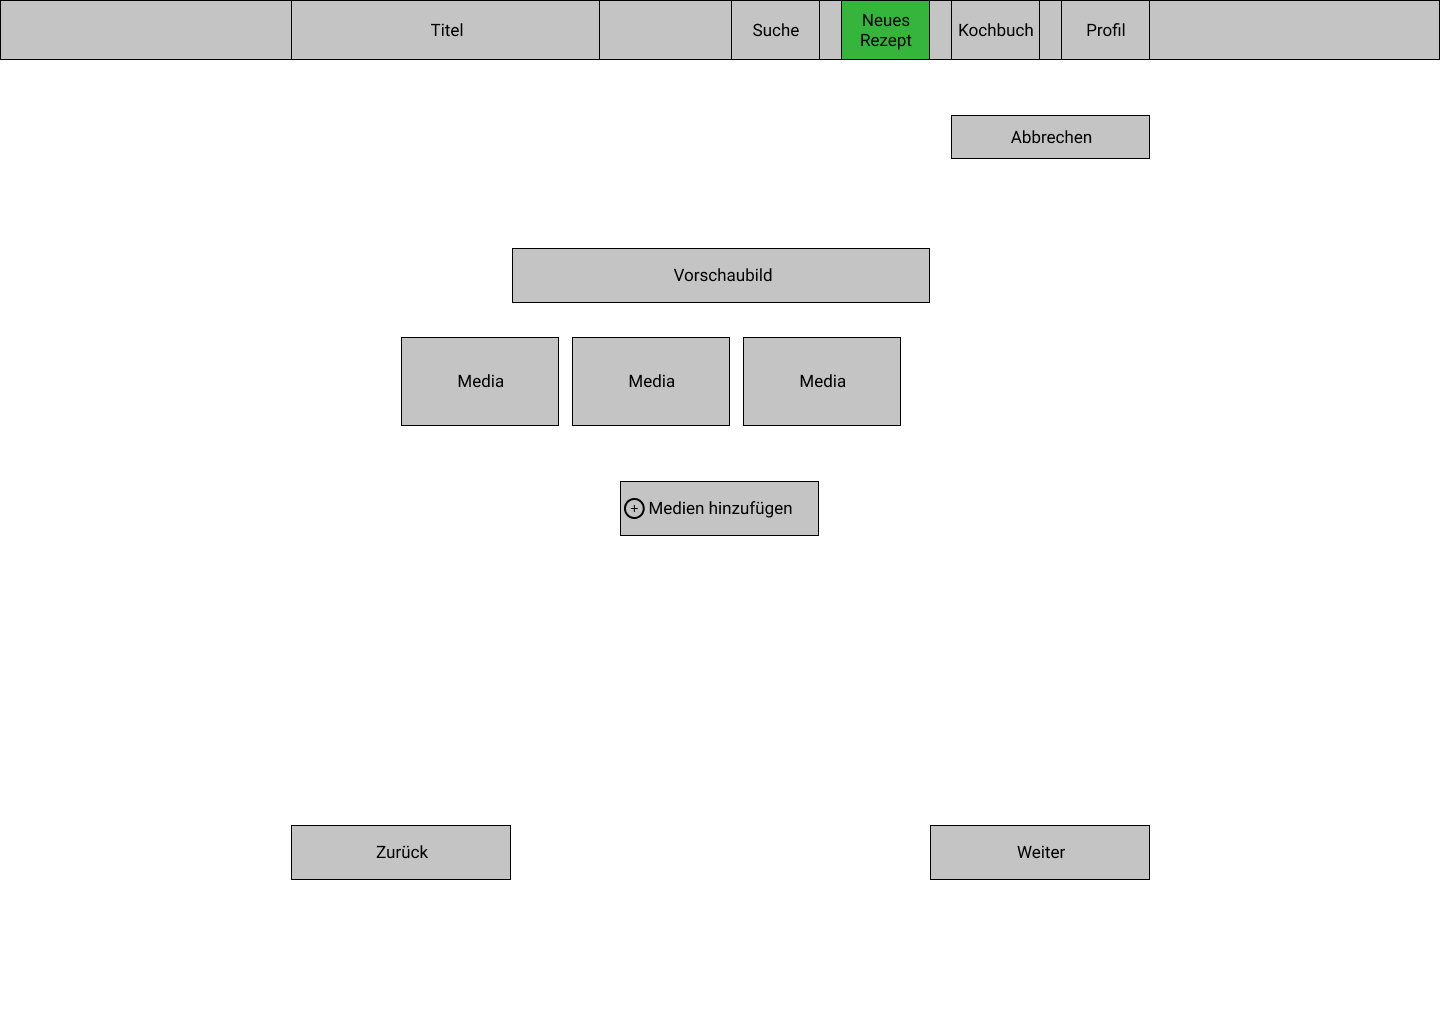 Titel
Suche
Neues
Rezept
Kochbuch
Profil
Abbrechen
Vorschaubild
Media
Media
Media
+ Medien hinzufügen
Zurück
Weiter